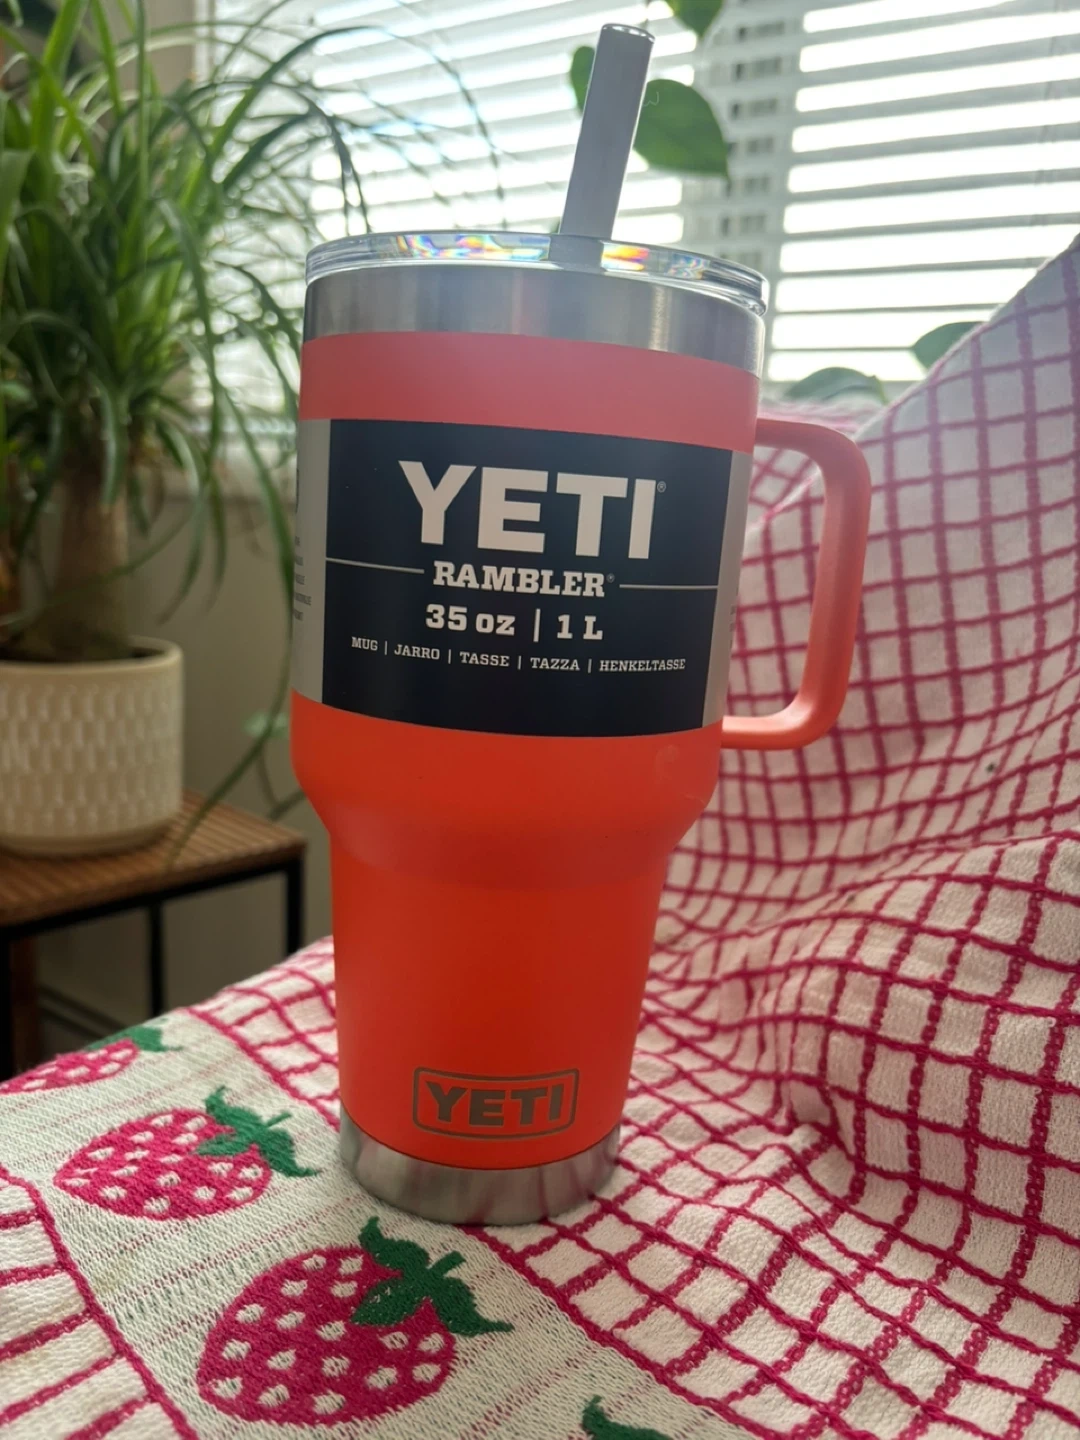 YETI®
RAMBLER®
35 oz | 1 L
MUG | JARRO | TASSE | TAZZA | HENKELTASSE
YETI